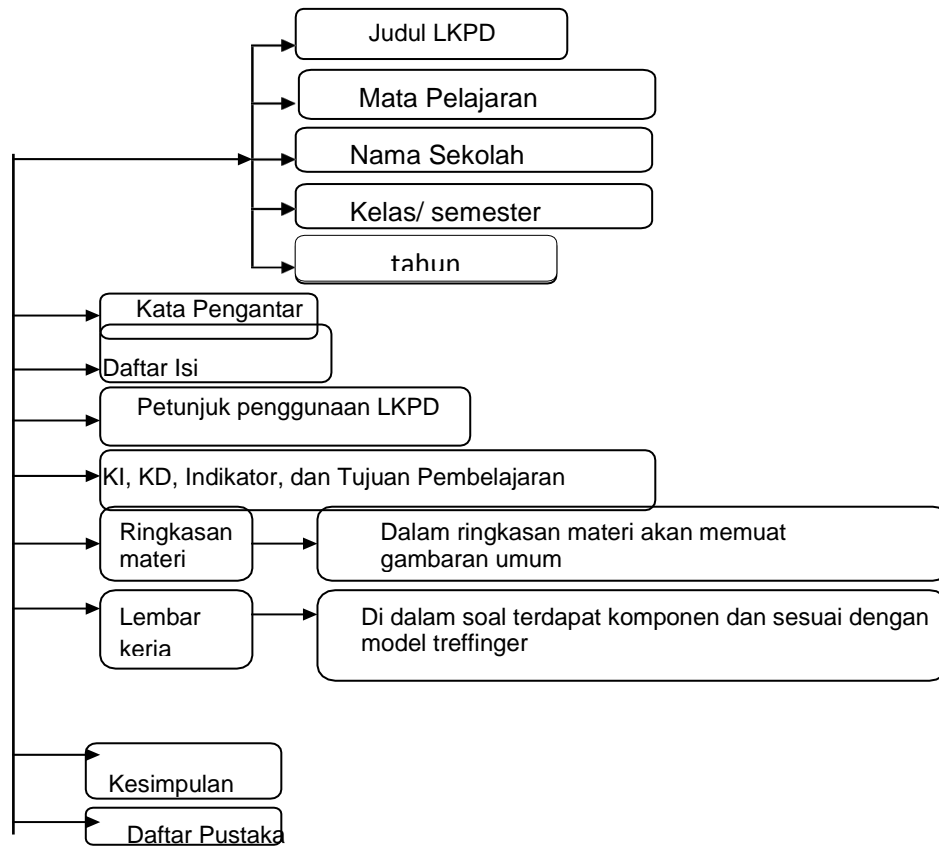 Judul LKPD
Mata Pelajaran
Nama Sekolah
Kelas/ semester
tahun
Kata Pengantar
Daftar Isi
Petunjuk penggunaan LKPD
KI, KD, Indikator, dan Tujuan Pembelajaran
Ringkasan
materi
Dalam ringkasan materi akan memuat
gambaran umum
Lembar
kerja
Di dalam soal terdapat komponen dan sesuai dengan
model treffinger
Kesimpulan
Daftar Pustaka